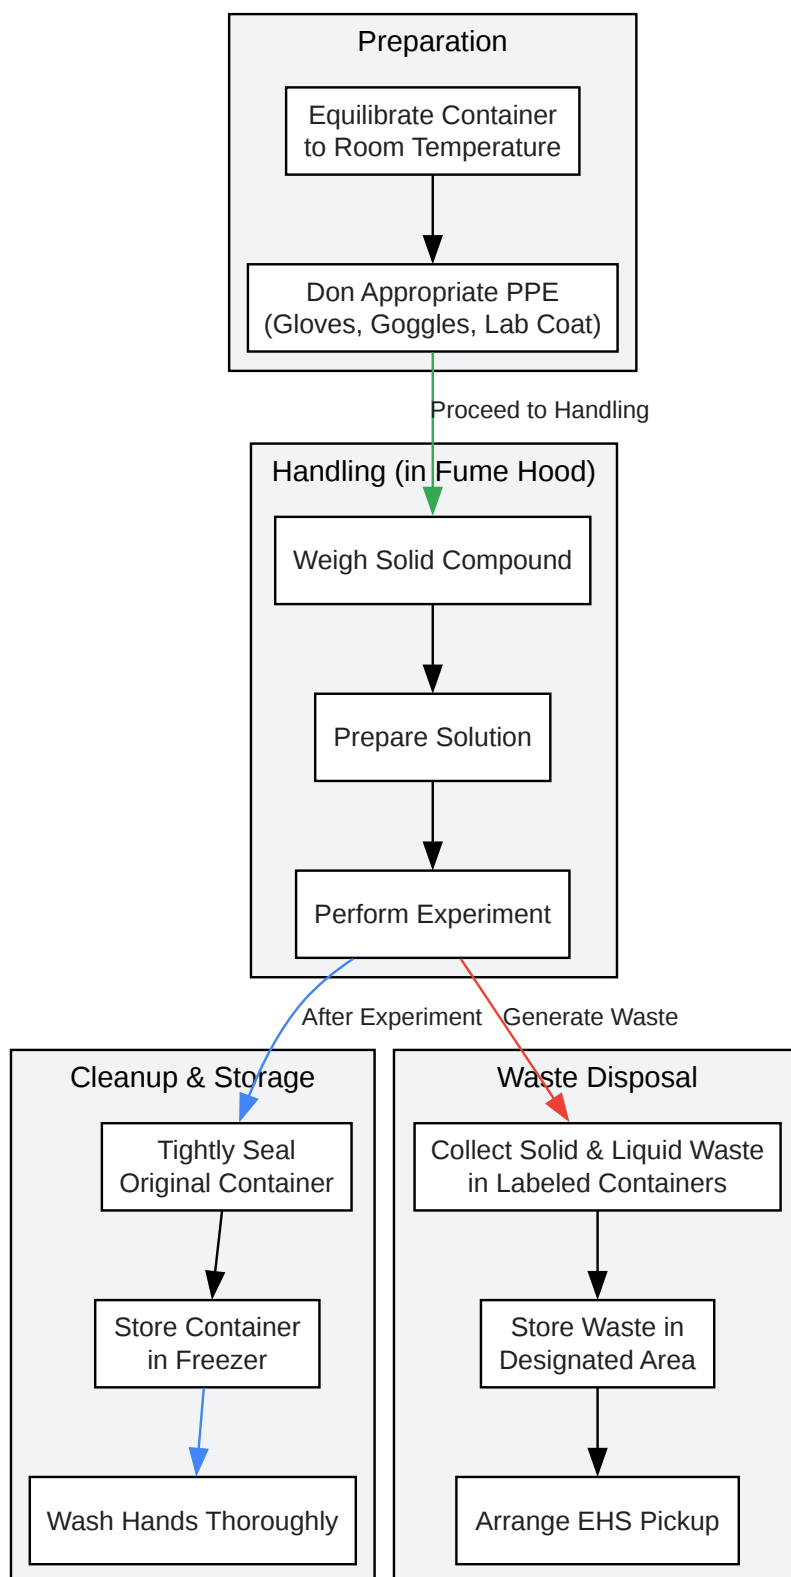 Preparation
Equilibrate Container
to Room Temperature
Don Appropriate PPE
(Gloves, Goggles, Lab Coat)
Proceed to Handling
Handling (in Fume Hood)
Weigh Solid Compound
Prepare Solution
Perform Experiment
After Experiment
Generate Waste
Cleanup & Storage
Tightly Seal
Original Container
Store Container
in Freezer
Wash Hands Thoroughly
Waste Disposal
Collect Solid & Liquid Waste
in Labeled Containers
Store Waste in
Designated Area
Arrange EHS Pickup